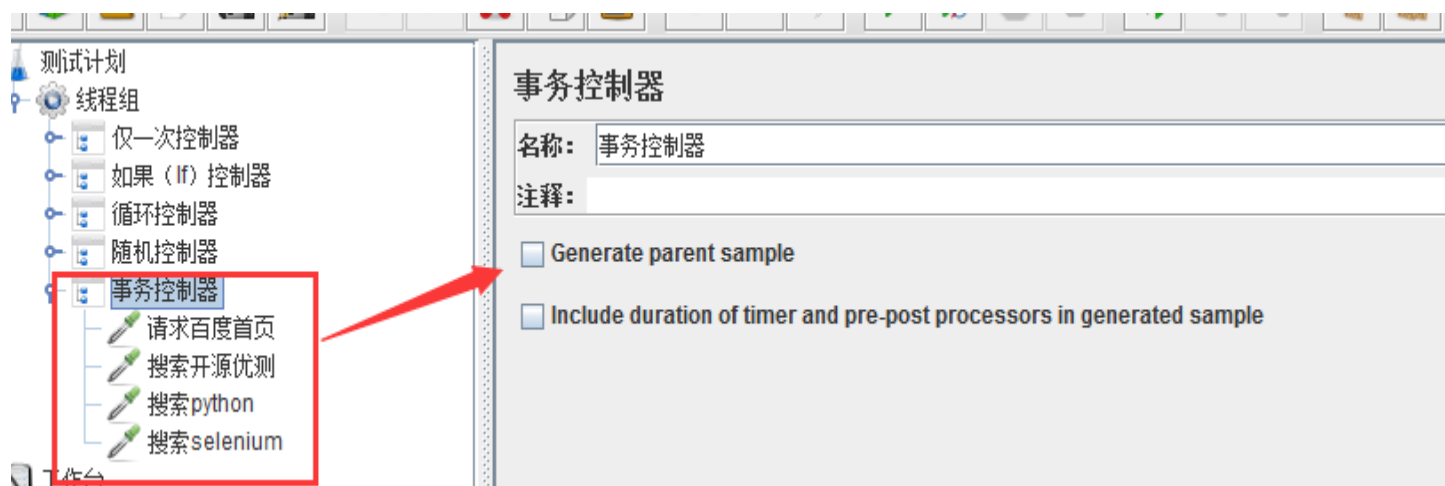 测试计划
线程组
仅一次控制器
如果（If）控制器
循环控制器
随机控制器
事务控制器
请求百度首页
搜索开源优测
搜索python
搜索selenium
工作台
事务控制器
名称： 事务控制器
注释：
Generate parent sample
Include duration of timer and pre-post processors in generated sample